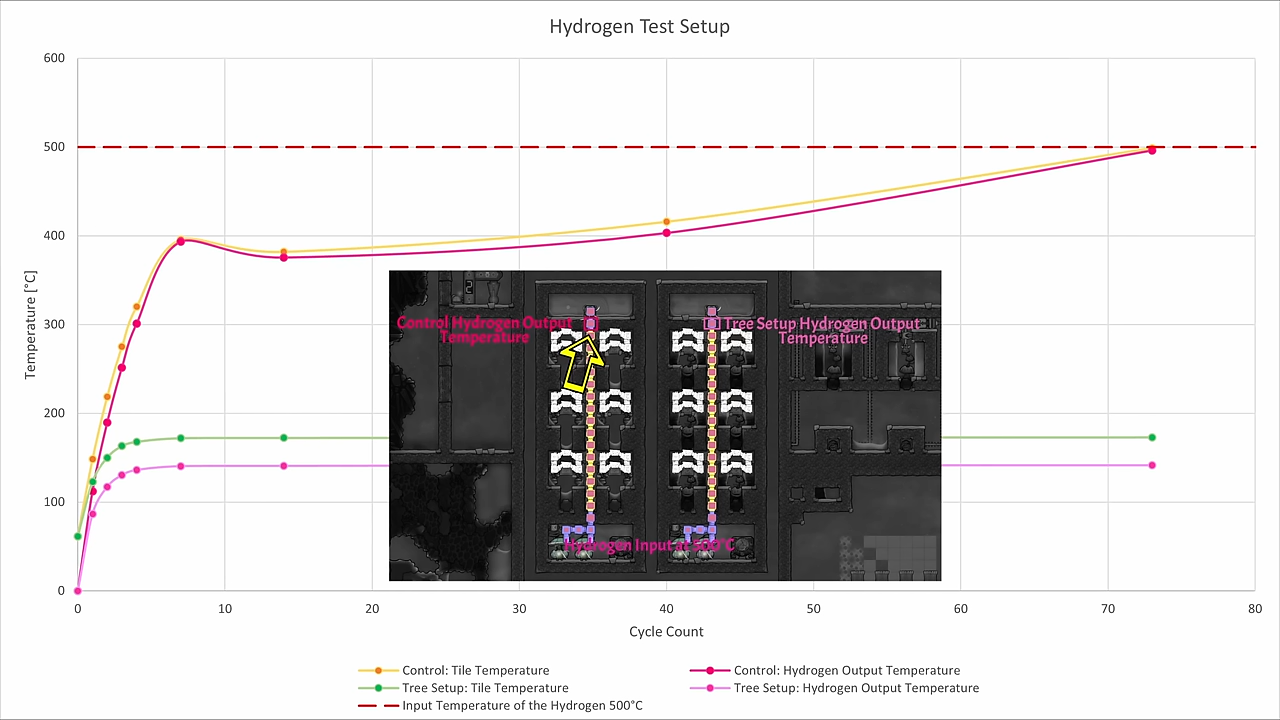 Hydrogen Test Setup
600
500
400
300
200
100
0
Temperature [°C]
Control Hydrogen Output
Temperature
Tree Setup Hydrogen Output
Temperature
Hydrogen Input at 500°C
0 10 20 30 40 50 60 70 80
Cycle Count
Control: Tile Temperature
Control: Hydrogen Output Temperature
Tree Setup: Tile Temperature
Tree Setup: Hydrogen Output Temperature
Input Temperature of the Hydrogen 500°C